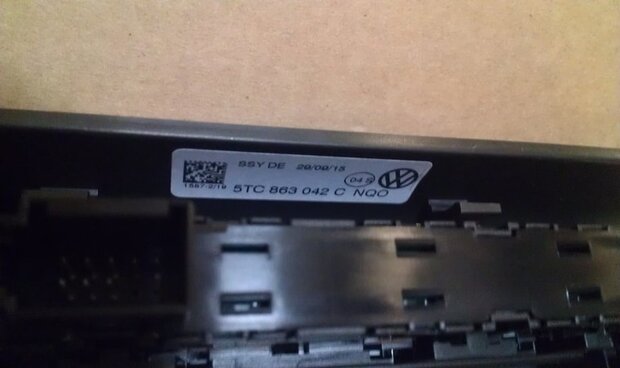 SSY DE 29/09/15
04 S
1587-2/19
5TC 863 042 C NQO